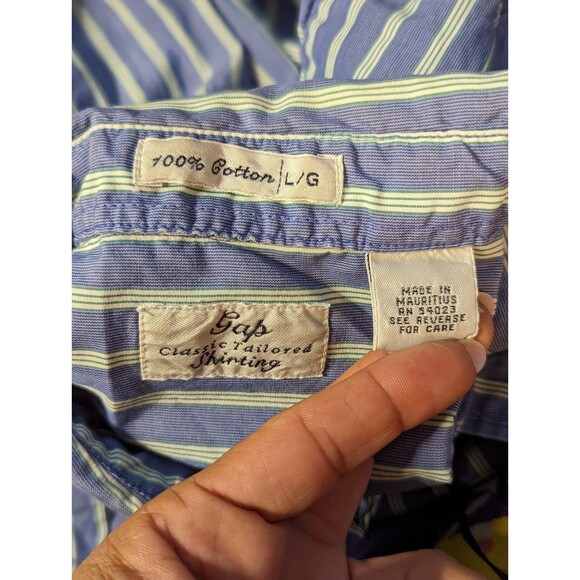 100% Cotton L/G
Gap
Classic Tailored
Shirting
MADE IN
MAURITIUS
RN 54023
SEE REVERSE
FOR CARE